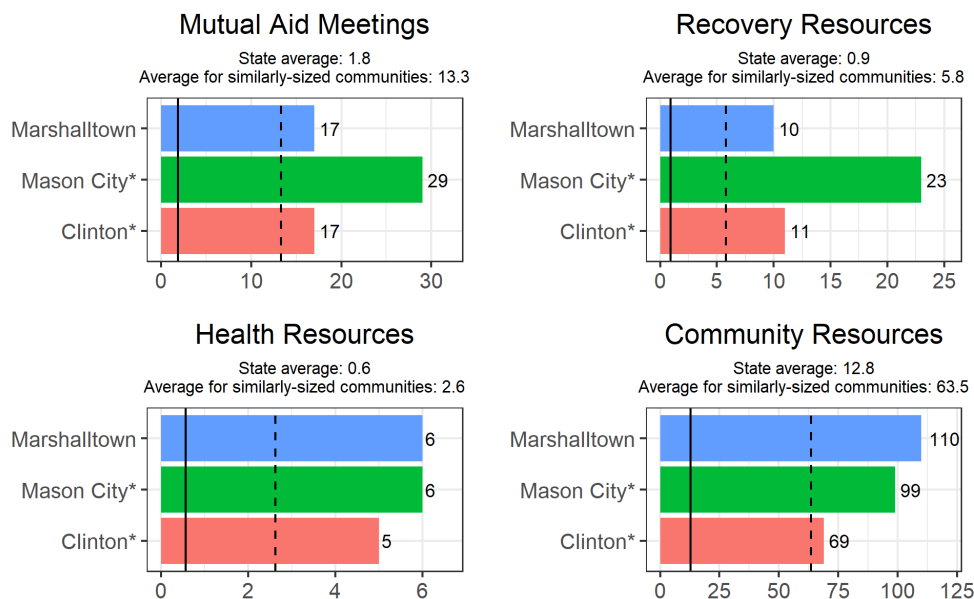 Mutual Aid Meetings
State average: 1.8
Average for similarly-sized communities: 13.3
Marshalltown
17
Mason City*
29
Clinton*
17
0 10 20 30
Recovery Resources
State average: 0.9
Average for similarly-sized communities: 5.8
Marshalltown
10
Mason City*
23
Clinton*
11
0 5 10 15 20 25
Health Resources
State average: 0.6
Average for similarly-sized communities: 2.6
Marshalltown
6
Mason City*
6
Clinton*
5
0 2 4 6
Community Resources
State average: 12.8
Average for similarly-sized communities: 63.5
Marshalltown
110
Mason City*
99
Clinton*
69
0 25 50 75 100 125